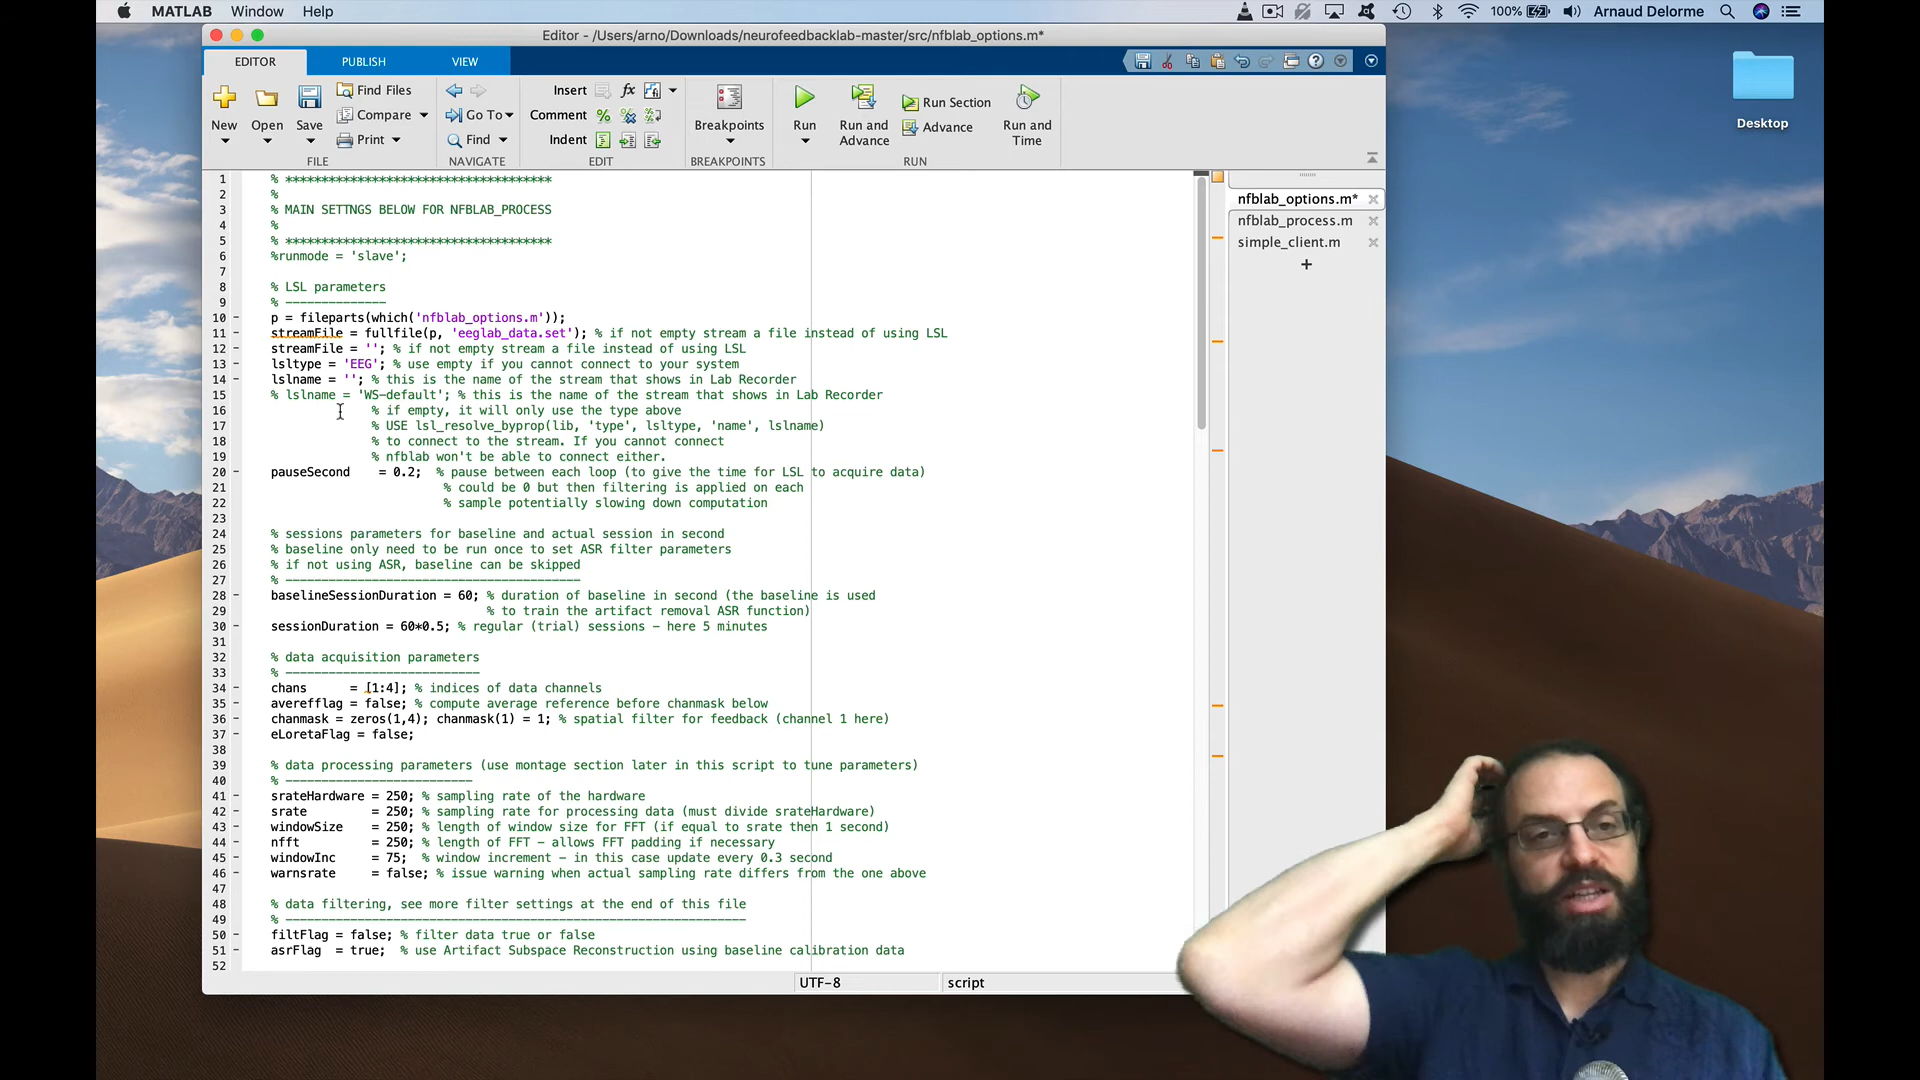 MATLAB Window Help 100% Arnaud Delorme
Editor - /Users/arno/Downloads/neurofeedbacklab-master/src/nfblab_options.m*
EDITOR PUBLISH VIEW
New Open Save Find Files Compare Print
FILE
Go To Find
NAVIGATE
Insert fx
Comment
Indent
EDIT
Breakpoints
BREAKPOINTS
Run Run and Advance Run Section Advance Run and Time
RUN
Desktop
nfblab_options.m*
nfblab_process.m
simple_client.m
1 % *************************************
2 %
3 % MAIN SETTNGS BELOW FOR NFBLAB_PROCESS
4 %
5 % *************************************
6 %runmode = 'slave';
7
8 % LSL parameters
9 % --------------
10 p = fileparts(which('nfblab_options.m'));
11 streamFile = fullfile(p, 'eeglab_data.set'); % if not empty stream a file instead of using LSL
12 streamFile = ''; % if not empty stream a file instead of using LSL
13 lsltype = 'EEG'; % use empty if you cannot connect to your system
14 lslname = ''; % this is the name of the stream that shows in Lab Recorder
15 % lslname = 'WS-default'; % this is the name of the stream that shows in Lab Recorder
16 % if empty, it will only use the type above
17 % USE lsl_resolve_byprop(lib, 'type', lsltype, 'name', lslname)
18 % to connect to the stream. If you cannot connect
19 % nfblab won't be able to connect either.
20 pauseSecond = 0.2; % pause between each loop (to give the time for LSL to acquire data)
21 % could be 0 but then filtering is applied on each
22 % sample potentially slowing down computation
23
24 % sessions parameters for baseline and actual session in second
25 % baseline only need to be run once to set ASR filter parameters
26 % if not using ASR, baseline can be skipped
27 % -----------------------------------------
28 baselineSessionDuration = 60; % duration of baseline in second (the baseline is used
29 % to train the artifact removal ASR function)
30 sessionDuration = 60*0.5; % regular (trial) sessions - here 5 minutes
31
32 % data acquisition parameters
33 % ---------------------------
34 chans = [1:4]; % indices of data channels
35 averefflag = false; % compute average reference before chanmask below
36 chanmask = zeros(1,4); chanmask(1) = 1; % spatial filter for feedback (channel 1 here)
37 eLoretaFlag = false;
38
39 % data processing parameters (use montage section later in this script to tune parameters)
40 % --------------------------
41 srateHardware = 250; % sampling rate of the hardware
42 srate = 250; % sampling rate for processing data (must divide srateHardware)
43 windowSize = 250; % length of window size for FFT (if equal to srate then 1 second)
44 nfft = 250; % length of FFT - allows FFT padding if necessary
45 windowInc = 75; % window increment - in this case update every 0.3 second
46 warnsrate = false; % issue warning when actual sampling rate differs from the one above
47
48 % data filtering, see more filter settings at the end of this file
49 % ----------------------------------------------------------------
50 filtFlag = false; % filter data true or false
51 asrFlag = true; % use Artifact Subspace Reconstruction using baseline calibration data
52
UTF-8 script